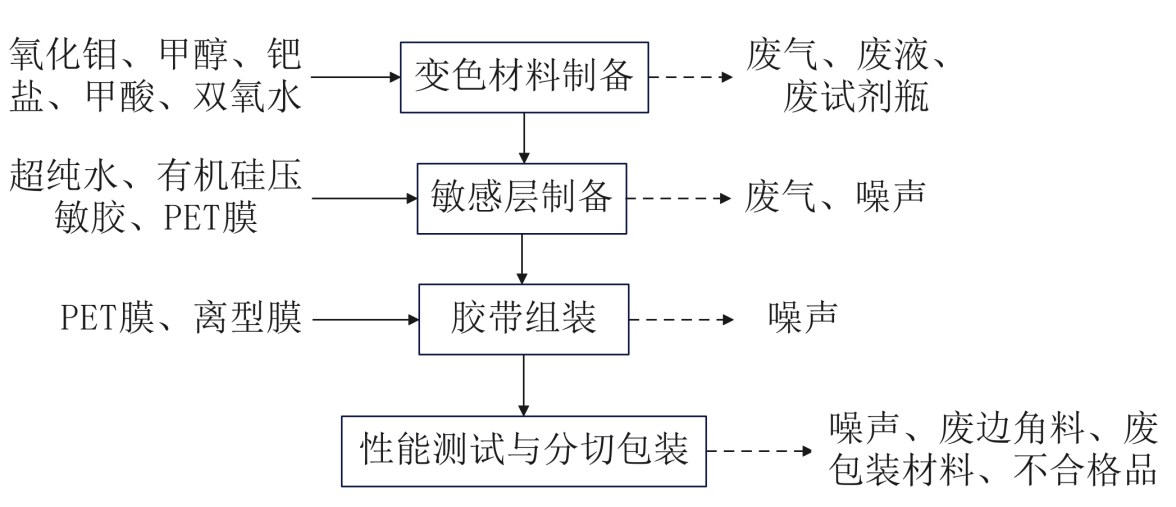 氧化钼、甲醇、钯
盐、甲酸、双氧水
变色材料制备
废气、废液、
废试剂瓶
超纯水、有机硅压
敏胶、PET膜
敏感层制备
废气、噪声
PET膜、离型膜
胶带组装
噪声
性能测试与分切包装
噪声、废边角料、废
包装材料、不合格品